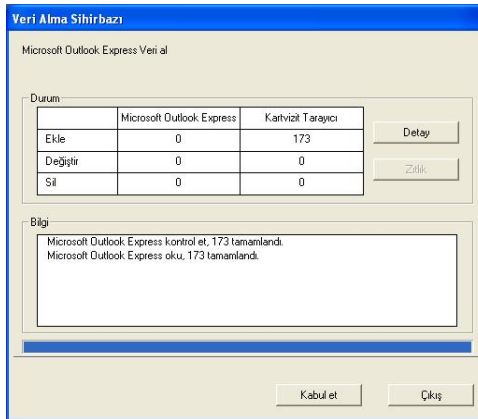 Veri Alma Sihirbazı
Microsoft Outlook Express Veri al
Durum
Microsoft Outlook Express Kartvizit Tarayıcı
Ekle 0 173
Detay
Değiştir 0 0
Zıtlık
Sil 0 0
Bilgi
Microsoft Outlook Express kontrol et, 173 tamamlandı.
Microsoft Outlook Express oku, 173 tamamlandı.
Kabul et Çıkış